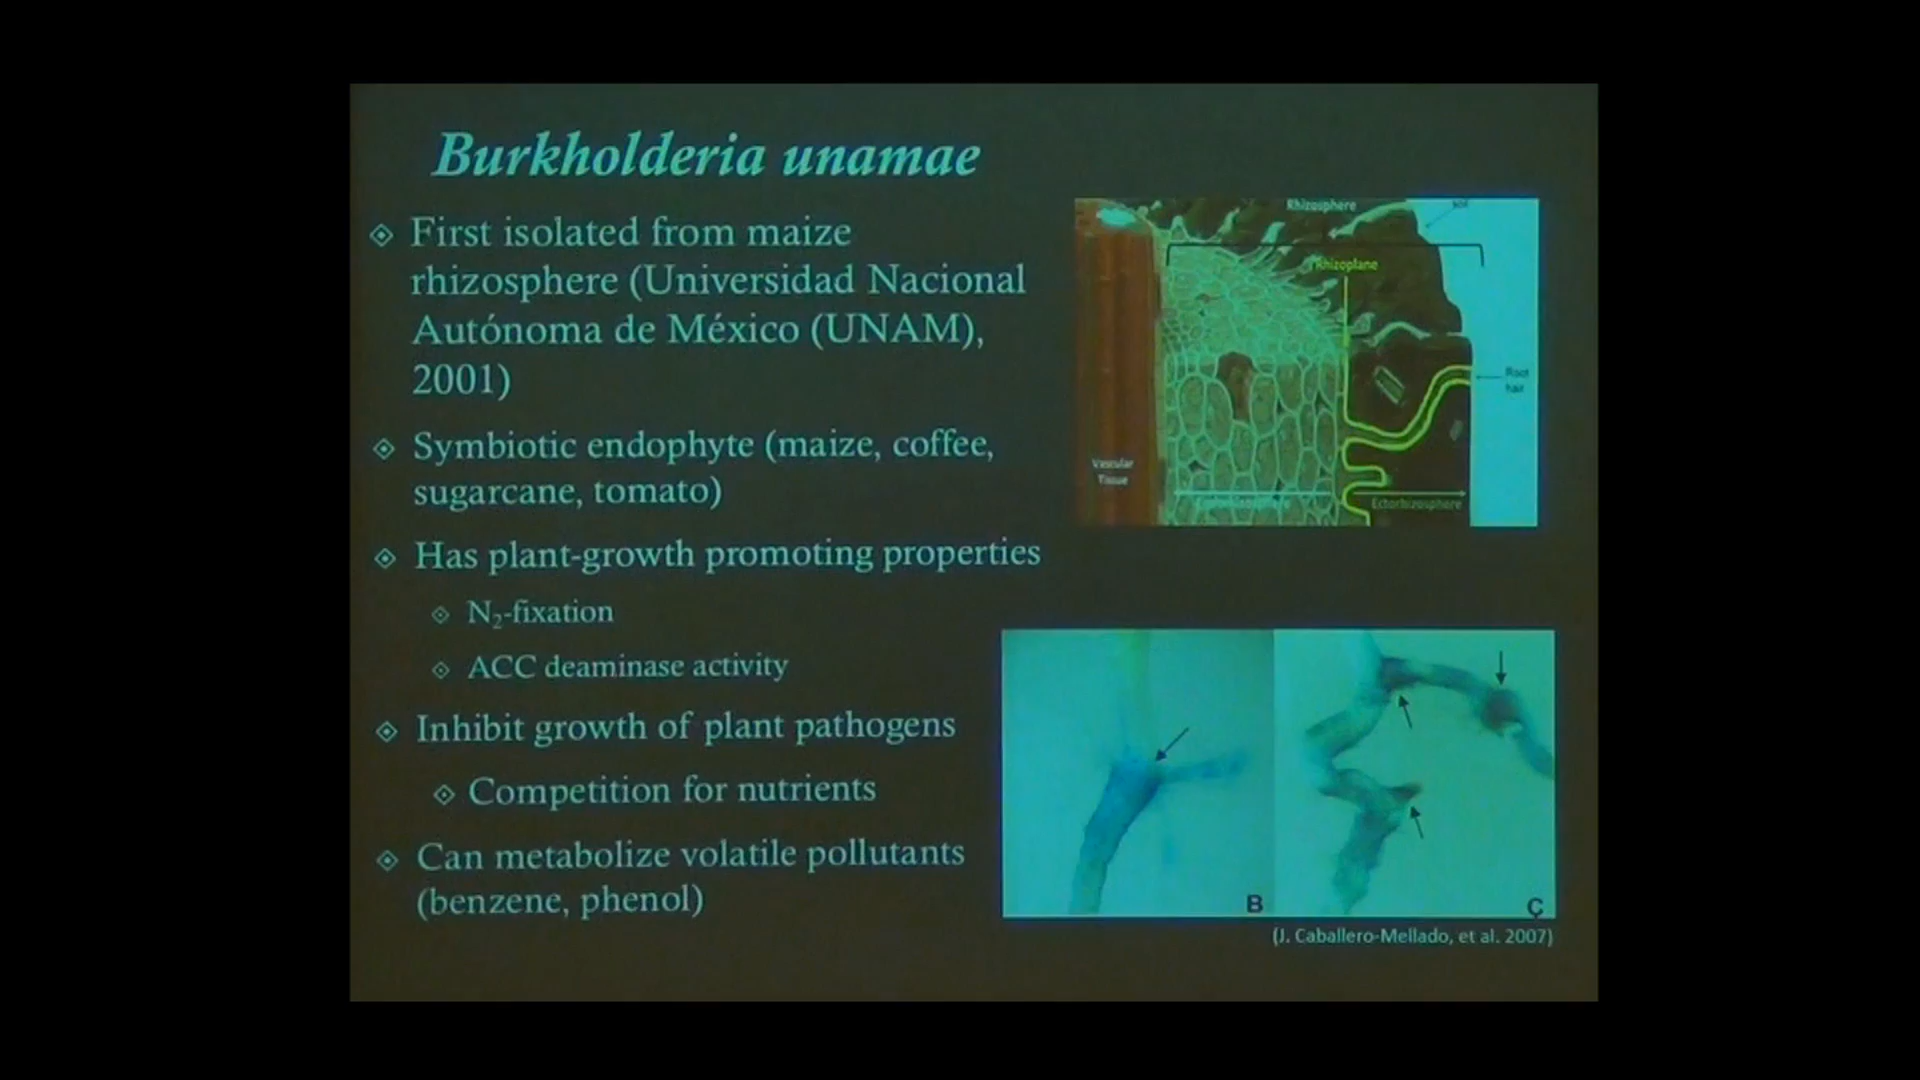 Burkholderia unamae
First isolated from maize
rhizosphere (Universidad Nacional
Autónoma de México (UNAM),
2001)
Symbiotic endophyte (maize, coffee,
sugarcane, tomato)
Has plant-growth promoting properties
N₂-fixation
ACC deaminase activity
Inhibit growth of plant pathogens
Competition for nutrients
Can metabolize volatile pollutants
(benzene, phenol)
Rhizosphere
soil
Rhizoplane
Root
hair
Vascular
Tissue
Ectorhizosphere
B
C
(J. Caballero-Mellado, et al. 2007)